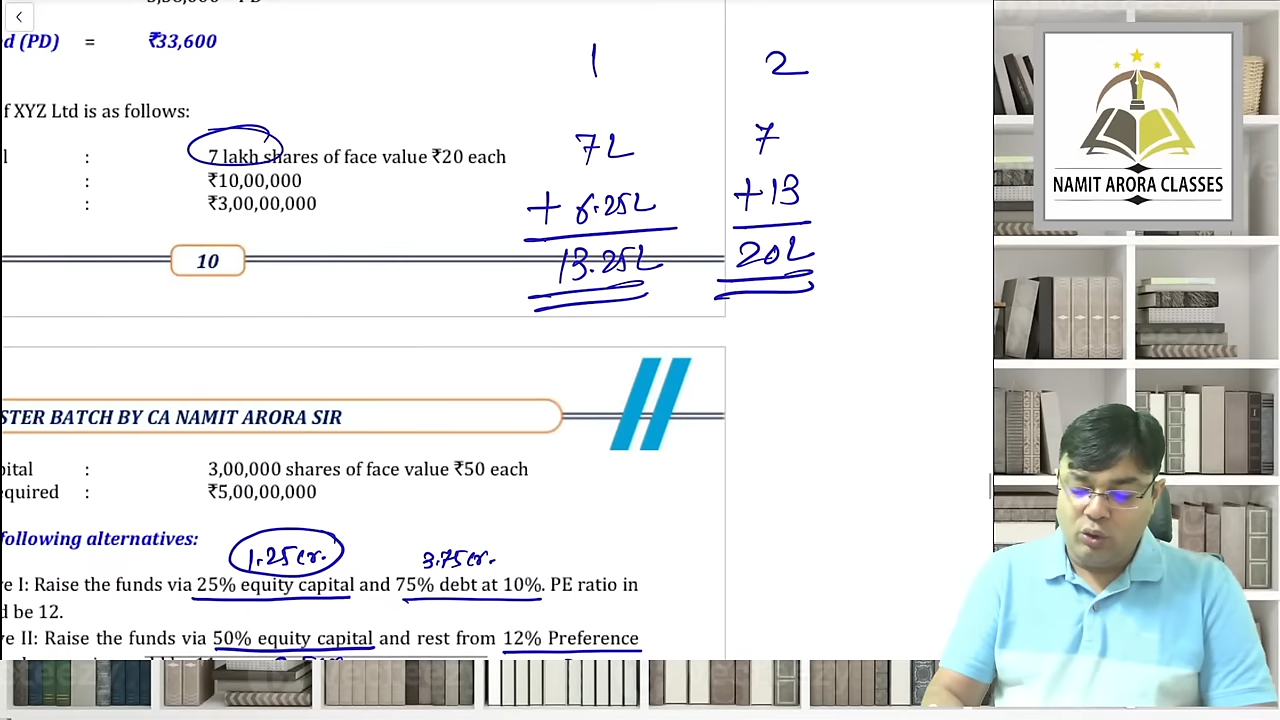 d (PD) = ₹33,600
1 2
f XYZ Ltd is as follows:
l : 7 lakh shares of face value ₹20 each
: ₹10,00,000
: ₹3,00,00,000
7L 7
+ 6.25L +13
13.25L 20L
10
NAMIT ARORA CLASSES
STER BATCH BY CA NAMIT ARORA SIR
pital : 3,00,000 shares of face value ₹50 each
equired : ₹5,00,00,000
following alternatives:
1.25cr. 3.75cr.
e I: Raise the funds via 25% equity capital and 75% debt at 10%. PE ratio in
d be 12.
ve II: Raise the funds via 50% equity capital and rest from 12% Preference